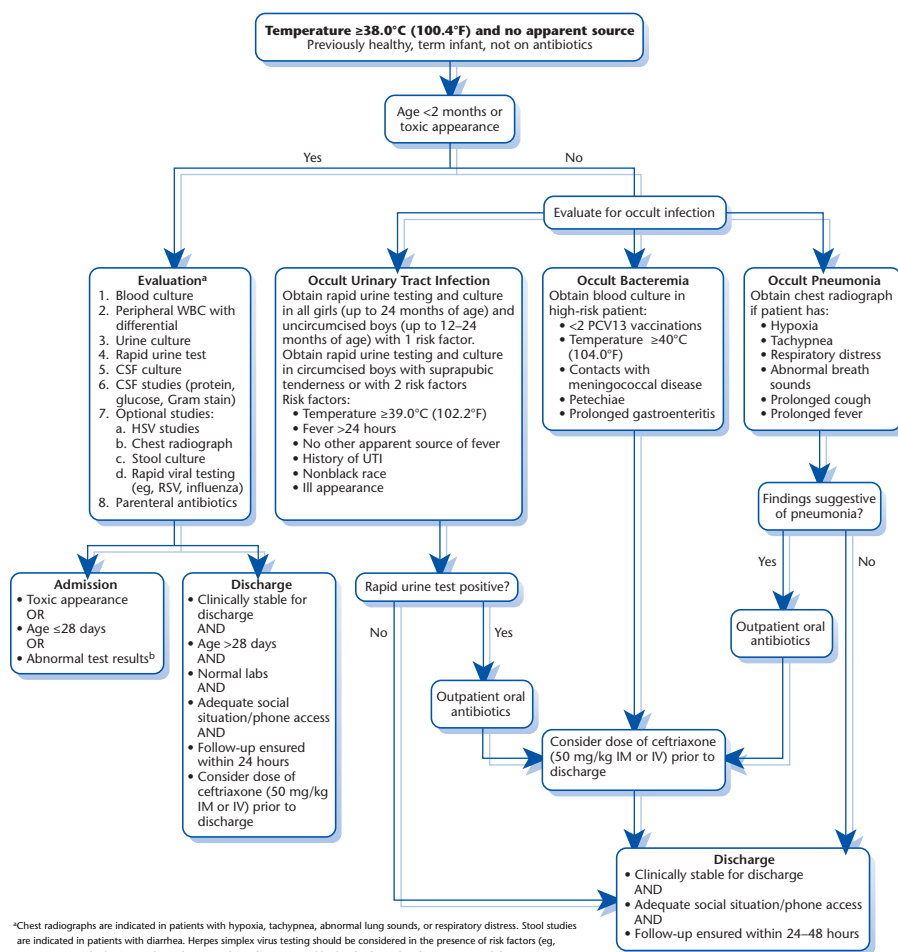 Temperature ≥38.0°C (100.4°F) and no apparent source
Previously healthy, term infant, not on antibiotics
Age <2 months or
toxic appearance
Yes
No
Evaluate for occult infection
Evaluationᵃ
1. Blood culture
2. Peripheral WBC with
differential
3. Urine culture
4. Rapid urine test
5. CSF culture
6. CSF studies (protein,
glucose, Gram stain)
7. Optional studies:
a. HSV studies
b. Chest radiograph
c. Stool culture
d. Rapid viral testing
(eg, RSV, influenza)
8. Parenteral antibiotics
Occult Urinary Tract Infection
Obtain rapid urine testing and culture
in all girls (up to 24 months of age) and
uncircumcised boys (up to 12–24
months of age) with 1 risk factor.
Obtain rapid urine testing and culture
in circumcised boys with suprapubic
tenderness or with 2 risk factors
Risk factors:
• Temperature ≥39.0°C (102.2°F)
• Fever >24 hours
• No other apparent source of fever
• History of UTI
• Nonblack race
• Ill appearance
Occult Bacteremia
Obtain blood culture in
high-risk patient:
• <2 PCV13 vaccinations
• Temperature ≥40°C
(104.0°F)
• Contacts with
meningococcal disease
• Petechiae
• Prolonged gastroenteritis
Occult Pneumonia
Obtain chest radiograph
if patient has:
• Hypoxia
• Tachypnea
• Respiratory distress
• Abnormal breath
sounds
• Prolonged cough
• Prolonged fever
Findings suggestive
of pneumonia?
Yes
No
Admission
• Toxic appearance
OR
• Age ≤28 days
OR
• Abnormal test resultsᵇ
Discharge
• Clinically stable for
discharge
AND
• Age >28 days
AND
• Normal labs
AND
• Adequate social
situation/phone access
AND
• Follow-up ensured
within 24 hours
• Consider dose of
ceftriaxone (50 mg/kg
IM or IV) prior to
discharge
Rapid urine test positive?
No
Yes
Outpatient oral
antibiotics
Outpatient oral
antibiotics
Consider dose of ceftriaxone
(50 mg/kg IM or IV) prior to
discharge
Discharge
• Clinically stable for discharge
AND
• Adequate social situation/phone access
AND
• Follow-up ensured within 24–48 hours
ᵃChest radiographs are indicated in patients with hypoxia, tachypnea, abnormal lung sounds, or respiratory distress. Stool studies
are indicated in patients with diarrhea. Herpes simplex virus testing should be considered in the presence of risk factors (eg,